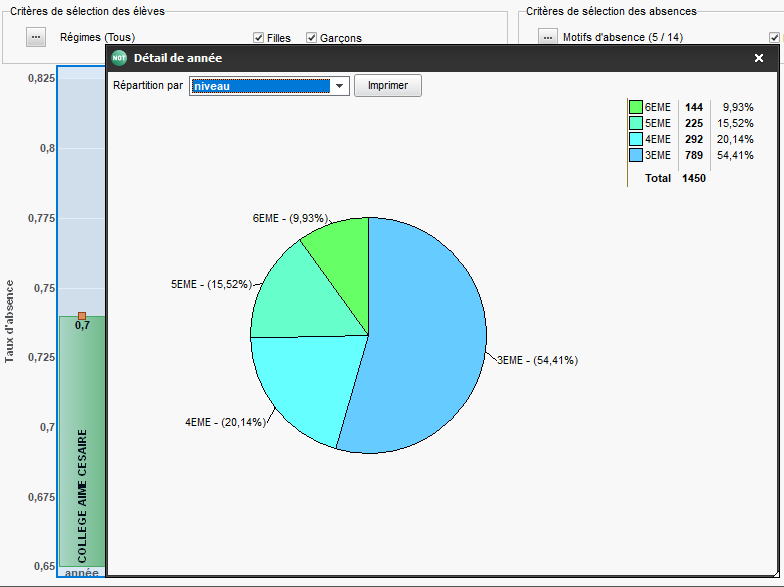 Critères de sélection des élèves
Critères de sélection des absences
... Régimes (Tous) Filles Garçons
... Motifs d'absence (5 / 14)
NOT Détail de année
Répartition par niveau Imprimer
6EME 144 9,93%
5EME 225 15,52%
4EME 292 20,14%
3EME 789 54,41%
Total 1450
6EME - (9,93%)
5EME - (15,52%)
4EME - (20,14%)
3EME - (54,41%)
Taux d'absence
0,825
0,8
0,775
0,75
0,725
0,7
0,675
0,65
0,7
COLLEGE AIME CESAIRE
année